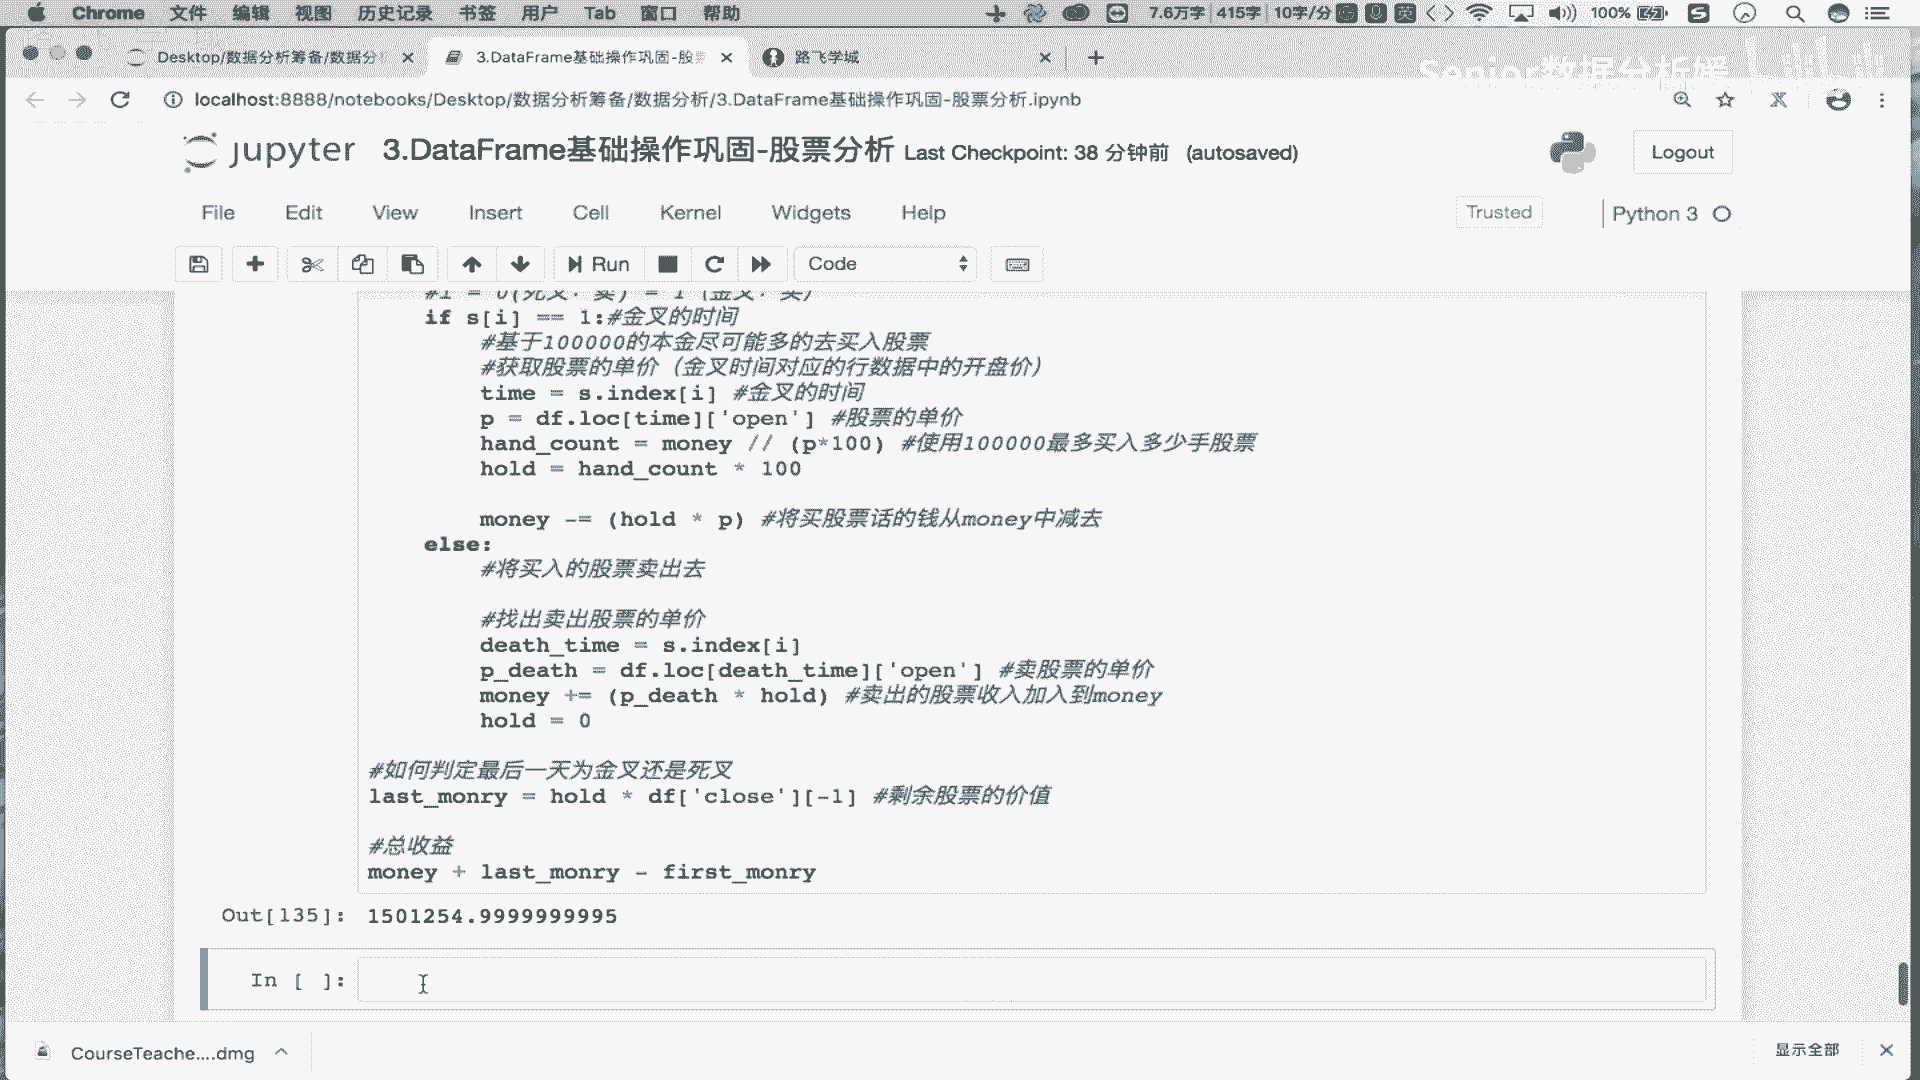 Chrome 文件 编辑 视图 历史记录 书签 用户 Tab 窗口 帮助 7.6万字 415字 10字/分 英 100%
Desktop/数据分析筹备/数据分 3.DataFrame基础操作巩固-股 路飞学城
Senior数据分析
localhost:8888/notebooks/Desktop/数据分析筹备/数据分析/3.DataFrame基础操作巩固-股票分析.ipynb
jupyter 3.DataFrame基础操作巩固-股票分析 Last Checkpoint: 38 分钟前 (autosaved) Logout
File Edit View Insert Cell Kernel Widgets Help Trusted Python 3
Run Code
if s[i] == 1:#金叉的时间
#基于100000的本金尽可能多的去买入股票
#获取股票的单价（金叉时间对应的行数据中的开盘价）
time = s.index[i] #金叉的时间
p = df.loc[time]['open'] #股票的单价
hand_count = money // (p*100) #使用100000最多买入多少手股票
hold = hand_count * 100
money -= (hold * p) #将买股票话的钱从money中减去
else:
#将买入的股票卖出去
#找出卖出股票的单价
death_time = s.index[i]
p_death = df.loc[death_time]['open'] #卖股票的单价
money += (p_death * hold) #卖出的股票收入加入到money
hold = 0
#如何判定最后一天为金叉还是死叉
last_monry = hold * df['close'][-1] #剩余股票的价值
#总收益
money + last_monry - first_monry
Out[135]: 1501254.9999999995
In [ ]:
CourseTeache....dmg 显示全部